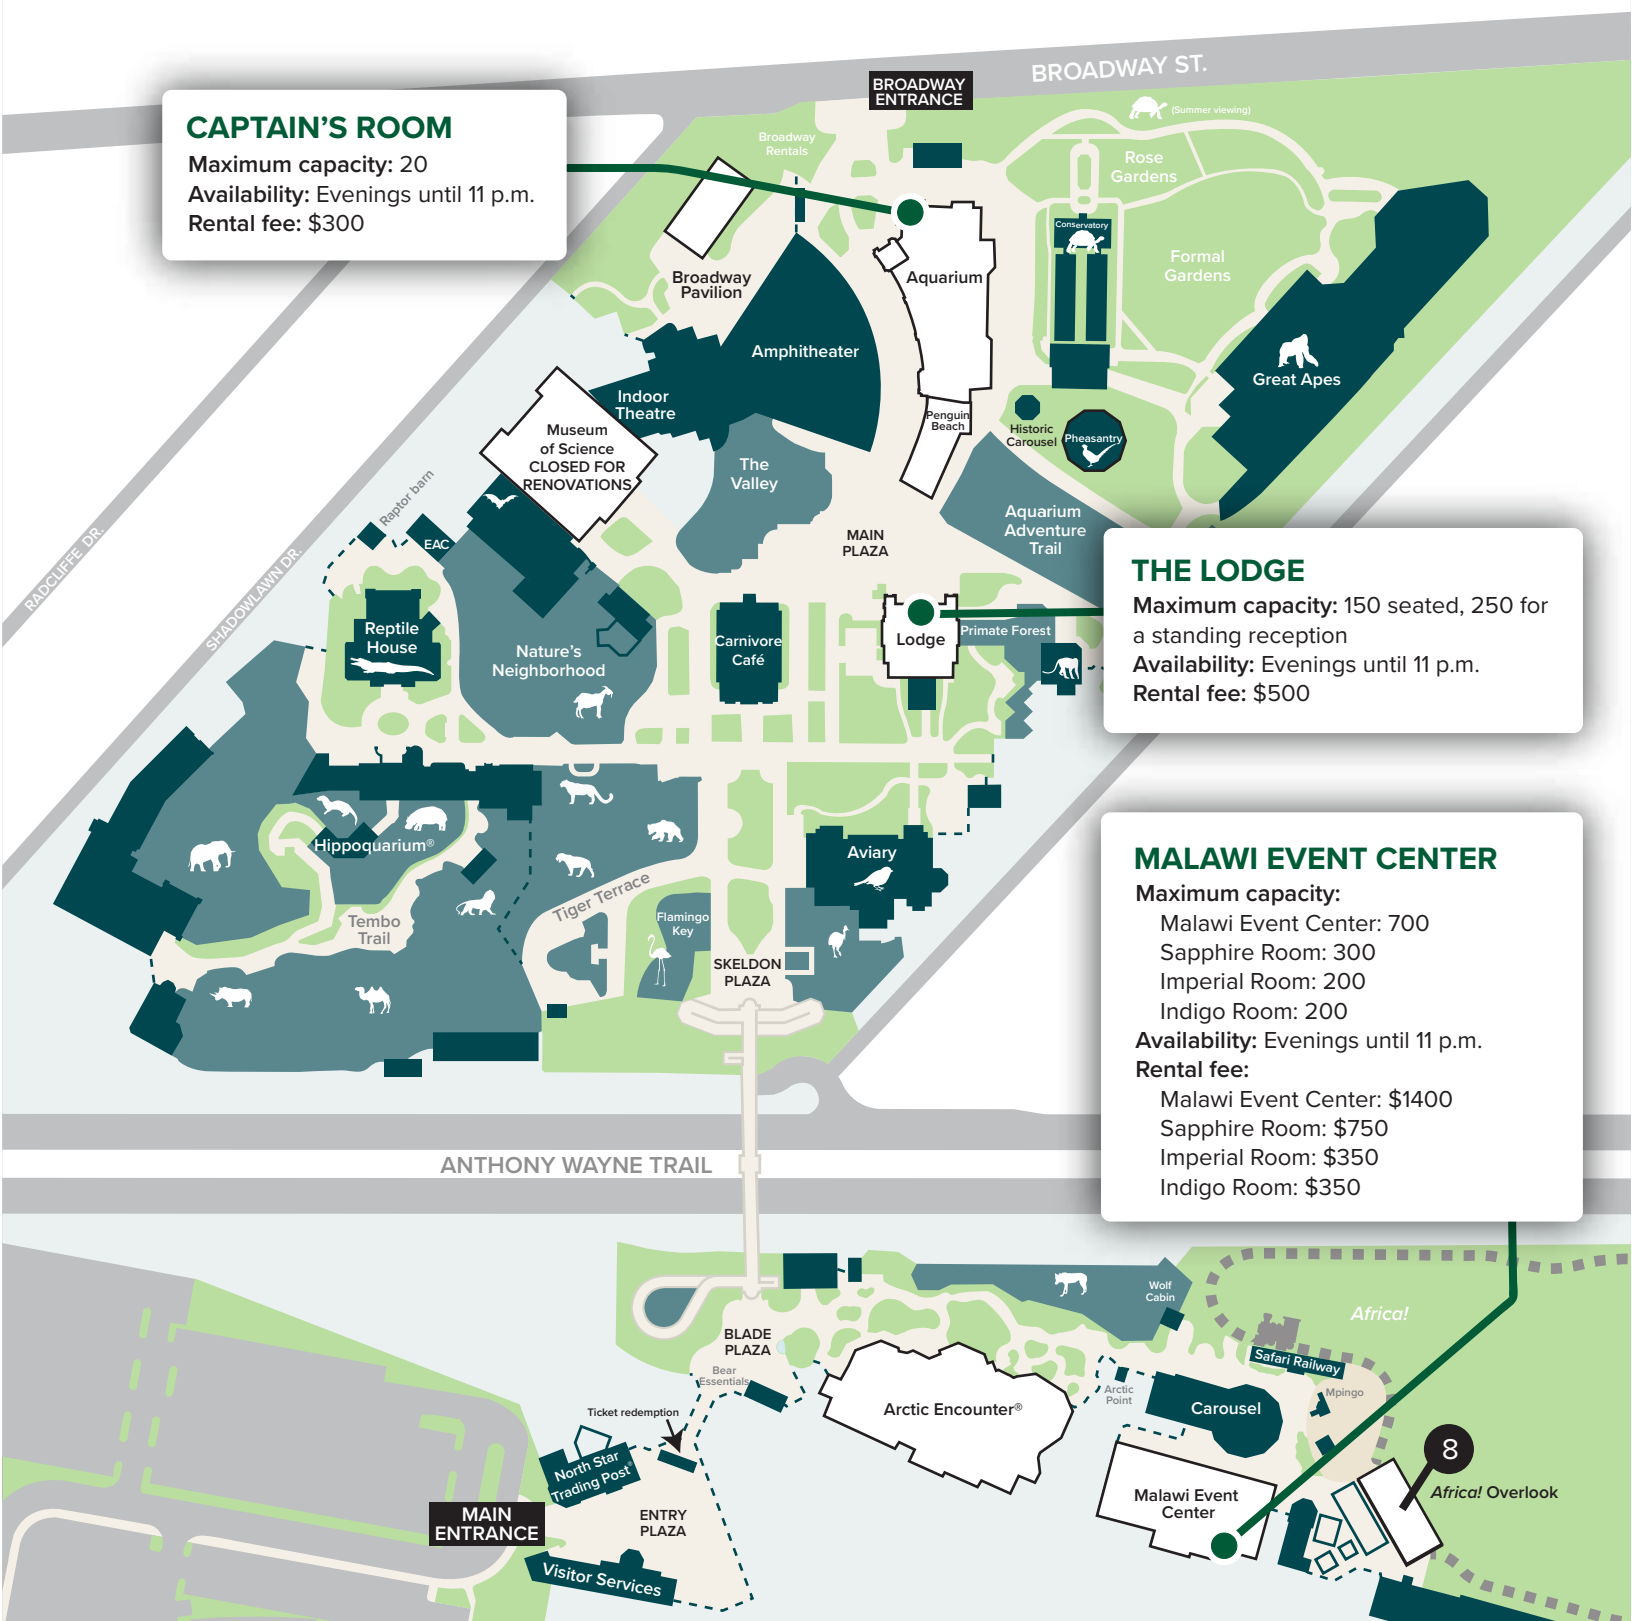 BROADWAY ST.
BROADWAY
ENTRANCE
(Summer viewing)
CAPTAIN'S ROOM
Maximum capacity: 20
Availability: Evenings until 11 p.m.
Rental fee: $300
Broadway
Rentals
Rose
Gardens
Conservatory
Formal
Gardens
Broadway
Pavilion
Aquarium
Amphitheater
Great Apes
Indoor
Theatre
Penguin
Beach
Historic
Carousel
Pheasantry
Museum
of Science
CLOSED FOR
RENOVATIONS
The
Valley
Raptor barn
EAC
MAIN
PLAZA
Aquarium
Adventure
Trail
RADCLIFFE DR.
SHADOWLAWN DR.
THE LODGE
Maximum capacity: 150 seated, 250 for
a standing reception
Availability: Evenings until 11 p.m.
Rental fee: $500
Reptile
House
Nature's
Neighborhood
Carnivore
Café
Lodge
Primate Forest
Hippoquarium®
Aviary
Tembo
Trail
Tiger Terrace
Flamingo
Key
SKELDON
PLAZA
MALAWI EVENT CENTER
Maximum capacity:
Malawi Event Center: 700
Sapphire Room: 300
Imperial Room: 200
Indigo Room: 200
Availability: Evenings until 11 p.m.
Rental fee:
Malawi Event Center: $1400
Sapphire Room: $750
Imperial Room: $350
Indigo Room: $350
ANTHONY WAYNE TRAIL
Wolf
Cabin
Africa!
BLADE
PLAZA
Bear
Essentials
Safari Railway
Mpingo
Arctic
Point
Arctic Encounter®
Carousel
Ticket redemption
8
North Star
Trading Post®
Africa! Overlook
Malawi Event
Center
MAIN
ENTRANCE
ENTRY
PLAZA
Visitor Services